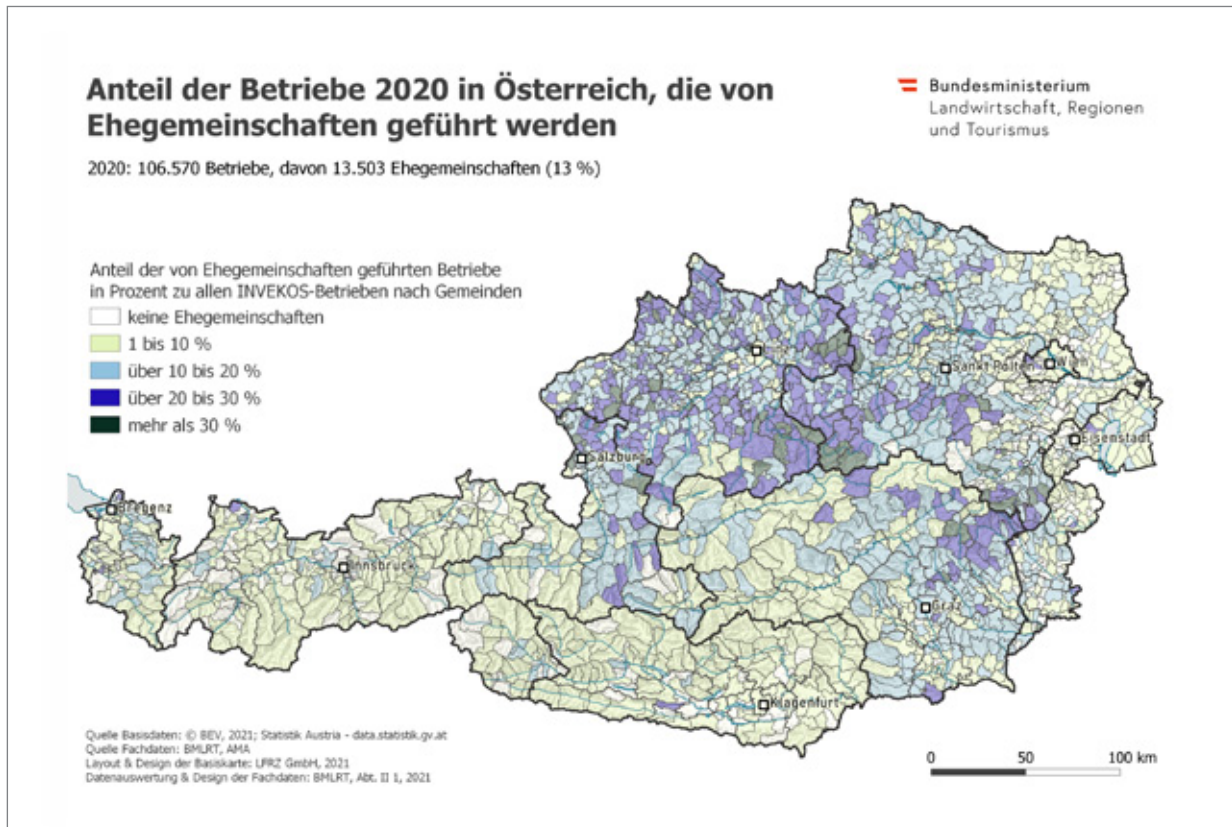 Anteil der Betriebe 2020 in Österreich, die von
Ehegemeinschaften geführt werden
2020: 106.570 Betriebe, davon 13.503 Ehegemeinschaften (13 %)
Bundesministerium
Landwirtschaft, Regionen
und Tourismus
Anteil der von Ehegemeinschaften geführten Betriebe
in Prozent zu allen INVEKOS-Betrieben nach Gemeinden
keine Ehegemeinschaften
1 bis 10 %
über 10 bis 20 %
über 20 bis 30 %
mehr als 30 %
Linz
Sankt Pölten
Wien
Eisenstadt
Salzburg
Bregenz
Innsbruck
Graz
Klagenfurt
Quelle Basisdaten: © BEV, 2021; Statistik Austria - data.statistik.gv.at
Quelle Fachdaten: BMLRT, AMA
Layout & Design der Basiskarte: LFRZ GmbH, 2021
Datenauswertung & Design der Fachdaten: BMLRT, Abt. II 1, 2021
0 50 100 km